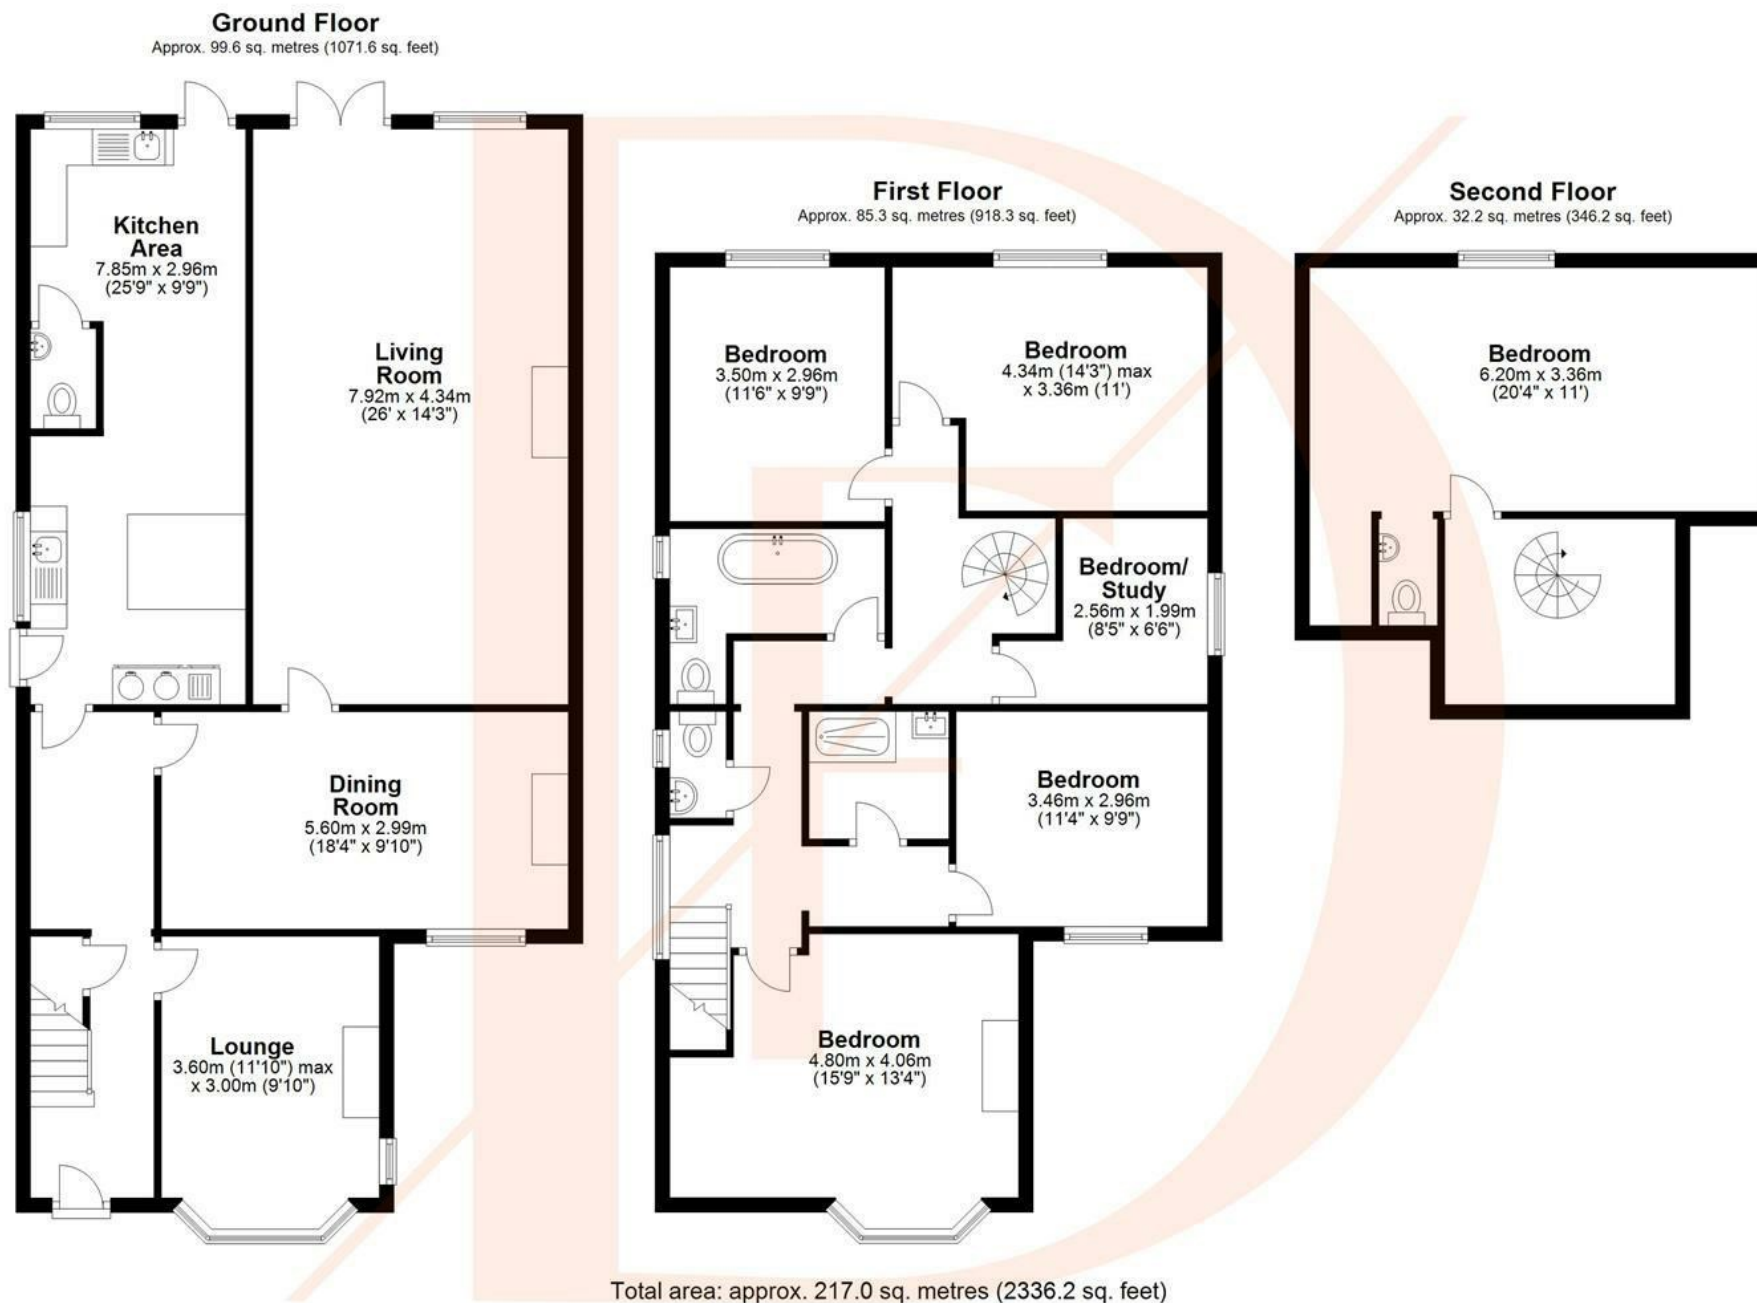 Ground Floor
Approx. 99.6 sq. metres (1071.6 sq. feet)
Kitchen
Area
7.85m x 2.96m
(25'9" x 9'9")
Living
Room
7.92m x 4.34m
(26' x 14'3")
Dining
Room
5.60m x 2.99m
(18'4" x 9'10")
Lounge
3.60m (11'10") max
x 3.00m (9'10")
First Floor
Approx. 85.3 sq. metres (918.3 sq. feet)
Bedroom
3.50m x 2.96m
(11'6" x 9'9")
Bedroom
4.34m (14'3") max
x 3.36m (11')
Bedroom/
Study
2.56m x 1.99m
(8'5" x 6'6")
Bedroom
3.46m x 2.96m
(11'4" x 9'9")
Bedroom
4.80m x 4.06m
(15'9" x 13'4")
Second Floor
Approx. 32.2 sq. metres (346.2 sq. feet)
Bedroom
6.20m x 3.36m
(20'4" x 11')
Total area: approx. 217.0 sq. metres (2336.2 sq. feet)